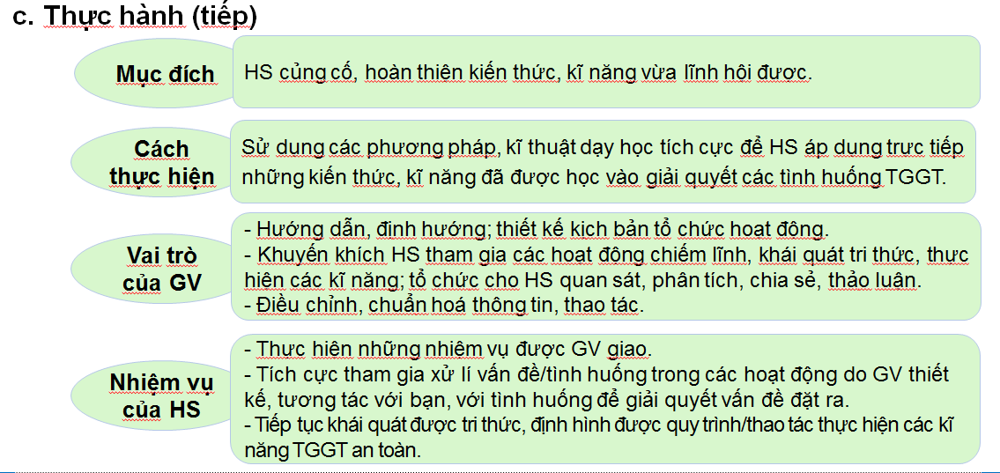 c. Thực hành (tiếp)
Mục đích
HS củng cố, hoàn thiện kiến thức, kĩ năng vừa lĩnh hội được.
Cách
thực hiện
Sử dụng các phương pháp, kĩ thuật dạy học tích cực để HS áp dụng trực tiếp
những kiến thức, kĩ năng đã được học vào giải quyết các tình huống TGGT.
Vai trò
của GV
- Hướng dẫn, định hướng; thiết kế kịch bản tổ chức hoạt động.
- Khuyến khích HS tham gia các hoạt động chiếm lĩnh, khái quát tri thức, thực
hiện các kĩ năng; tổ chức cho HS quan sát, phân tích, chia sẻ, thảo luận.
- Điều chỉnh, chuẩn hoá thông tin, thao tác.
Nhiệm vụ
của HS
- Thực hiện những nhiệm vụ được GV giao.
- Tích cực tham gia xử lí vấn đề/tình huống trong các hoạt động do GV thiết
kế, tương tác với bạn, với tình huống để giải quyết vấn đề đặt ra.
- Tiếp tục khái quát được tri thức, định hình được quy trình/thao tác thực hiện các kĩ
năng TGGT an toàn.